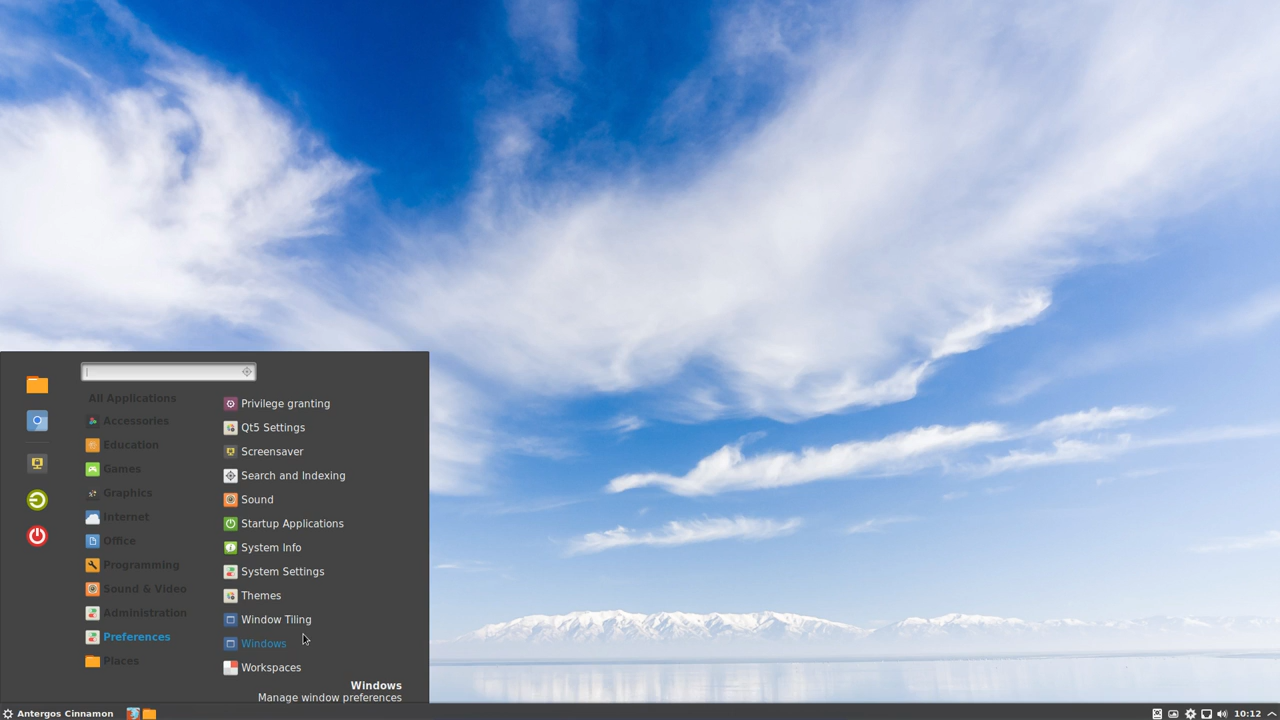 All Applications
Accessories
Education
Games
Graphics
Internet
Office
Programming
Sound & Video
Administration
Preferences
Places
Privilege granting
Qt5 Settings
Screensaver
Search and Indexing
Sound
Startup Applications
System Info
System Settings
Themes
Window Tiling
Windows
Workspaces
Windows
Manage window preferences
Antergos Cinnamon
10:12